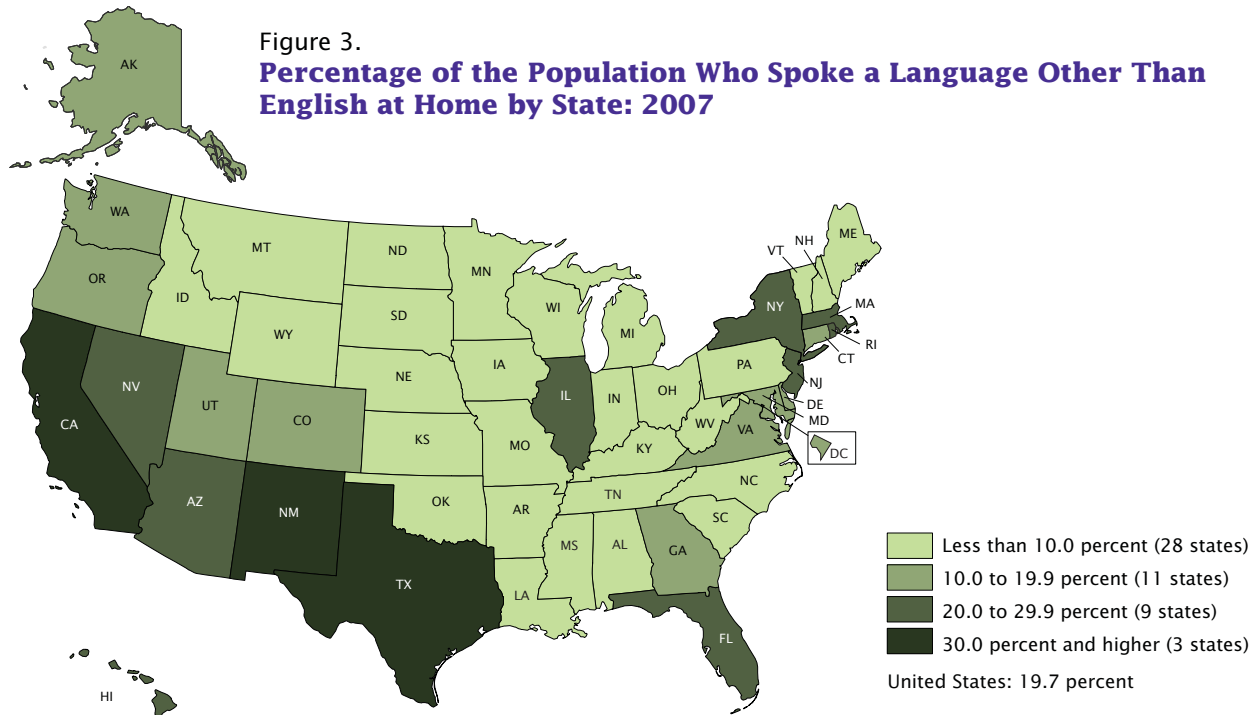 Figure 3.
Percentage of the Population Who Spoke a Language Other Than
English at Home by State: 2007
AK
WA
OR
CA
NV
ID
MT
WY
UT
AZ
CO
NM
ND
SD
NE
KS
OK
TX
MN
IA
MO
AR
LA
WI
IL
MI
IN
OH
KY
TN
MS
AL
GA
FL
SC
NC
VA
WV
PA
NY
VT
NH
ME
MA
RI
CT
NJ
DE
MD
DC
HI
Less than 10.0 percent (28 states)
10.0 to 19.9 percent (11 states)
20.0 to 29.9 percent (9 states)
30.0 percent and higher (3 states)
United States: 19.7 percent